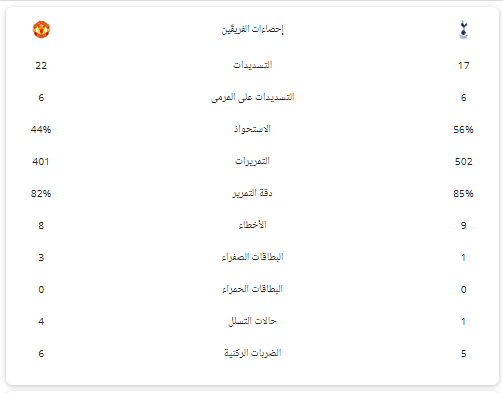 إحصاءات الفريقين
17 التسديدات 22
6 التسديدات على المرمى 6
56% الاستحواذ 44%
502 التمريرات 401
85% دقة التمرير 82%
9 الأخطاء 8
1 البطاقات الصفراء 3
0 البطاقات الحمراء 0
1 حالات التسلل 4
5 الضربات الركنية 6